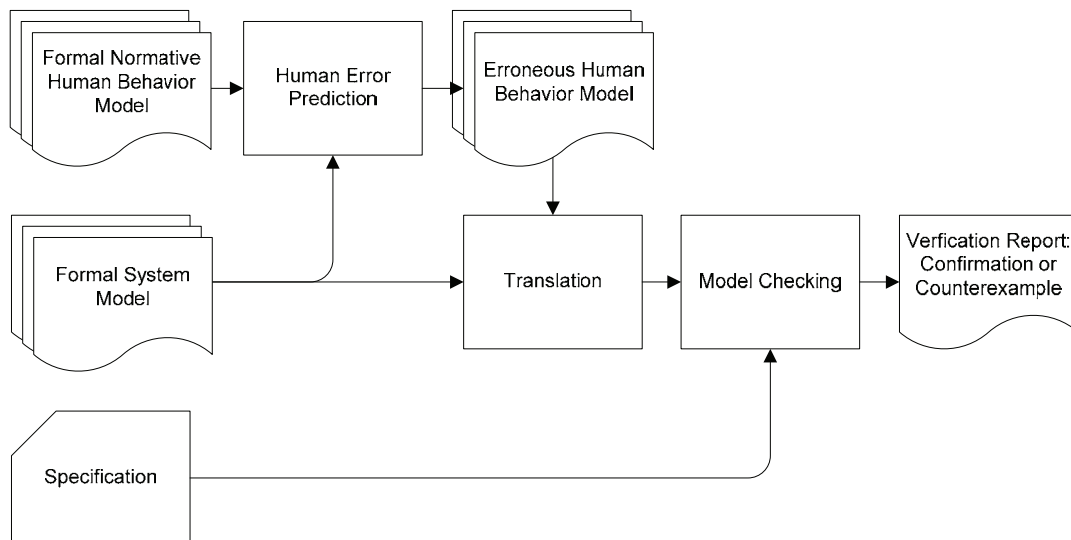 Formal Normative
Human Behavior
Model
Human Error
Prediction
Erroneous Human
Behavior Model
Formal System
Model
Translation
Model Checking
Verfication Report:
Confirmation or
Counterexample
Specification